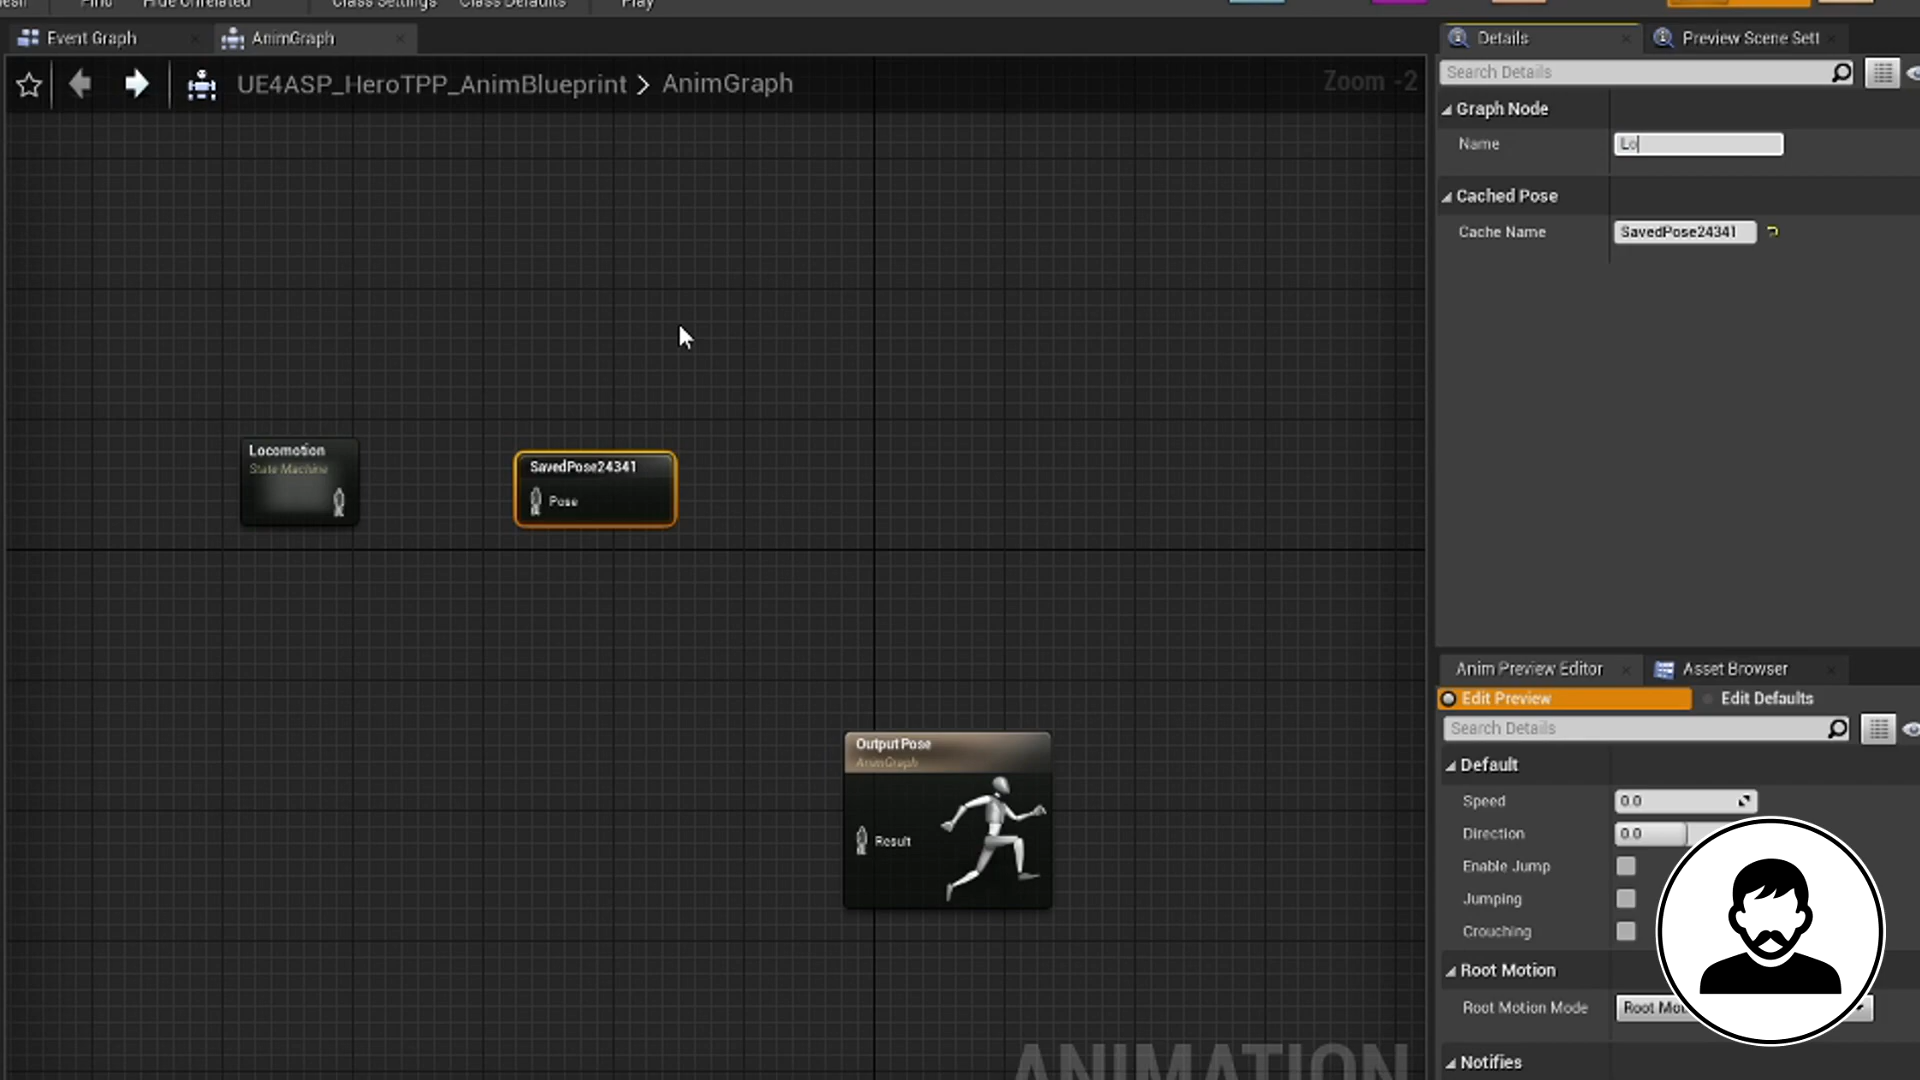 Find
Hide Unrelated
Class Settings
Class Defaults
Play
Event Graph
AnimGraph
Details
Preview Scene Sett
UE4ASP_HeroTPP_AnimBlueprint > AnimGraph
Zoom -2
Search Details
Graph Node
Name
Lo
Cached Pose
Cache Name
SavedPose24341
Locomotion
State Machine
SavedPose24341
Pose
Output Pose
AnimGraph
Result
Anim Preview Editor
Asset Browser
Edit Preview
Edit Defaults
Search Details
Default
Speed
0.0
Direction
0.0
Enable Jump
Jumping
Crouching
Root Motion
Root Motion Mode
Root Mo
Notifies
ANIMATION